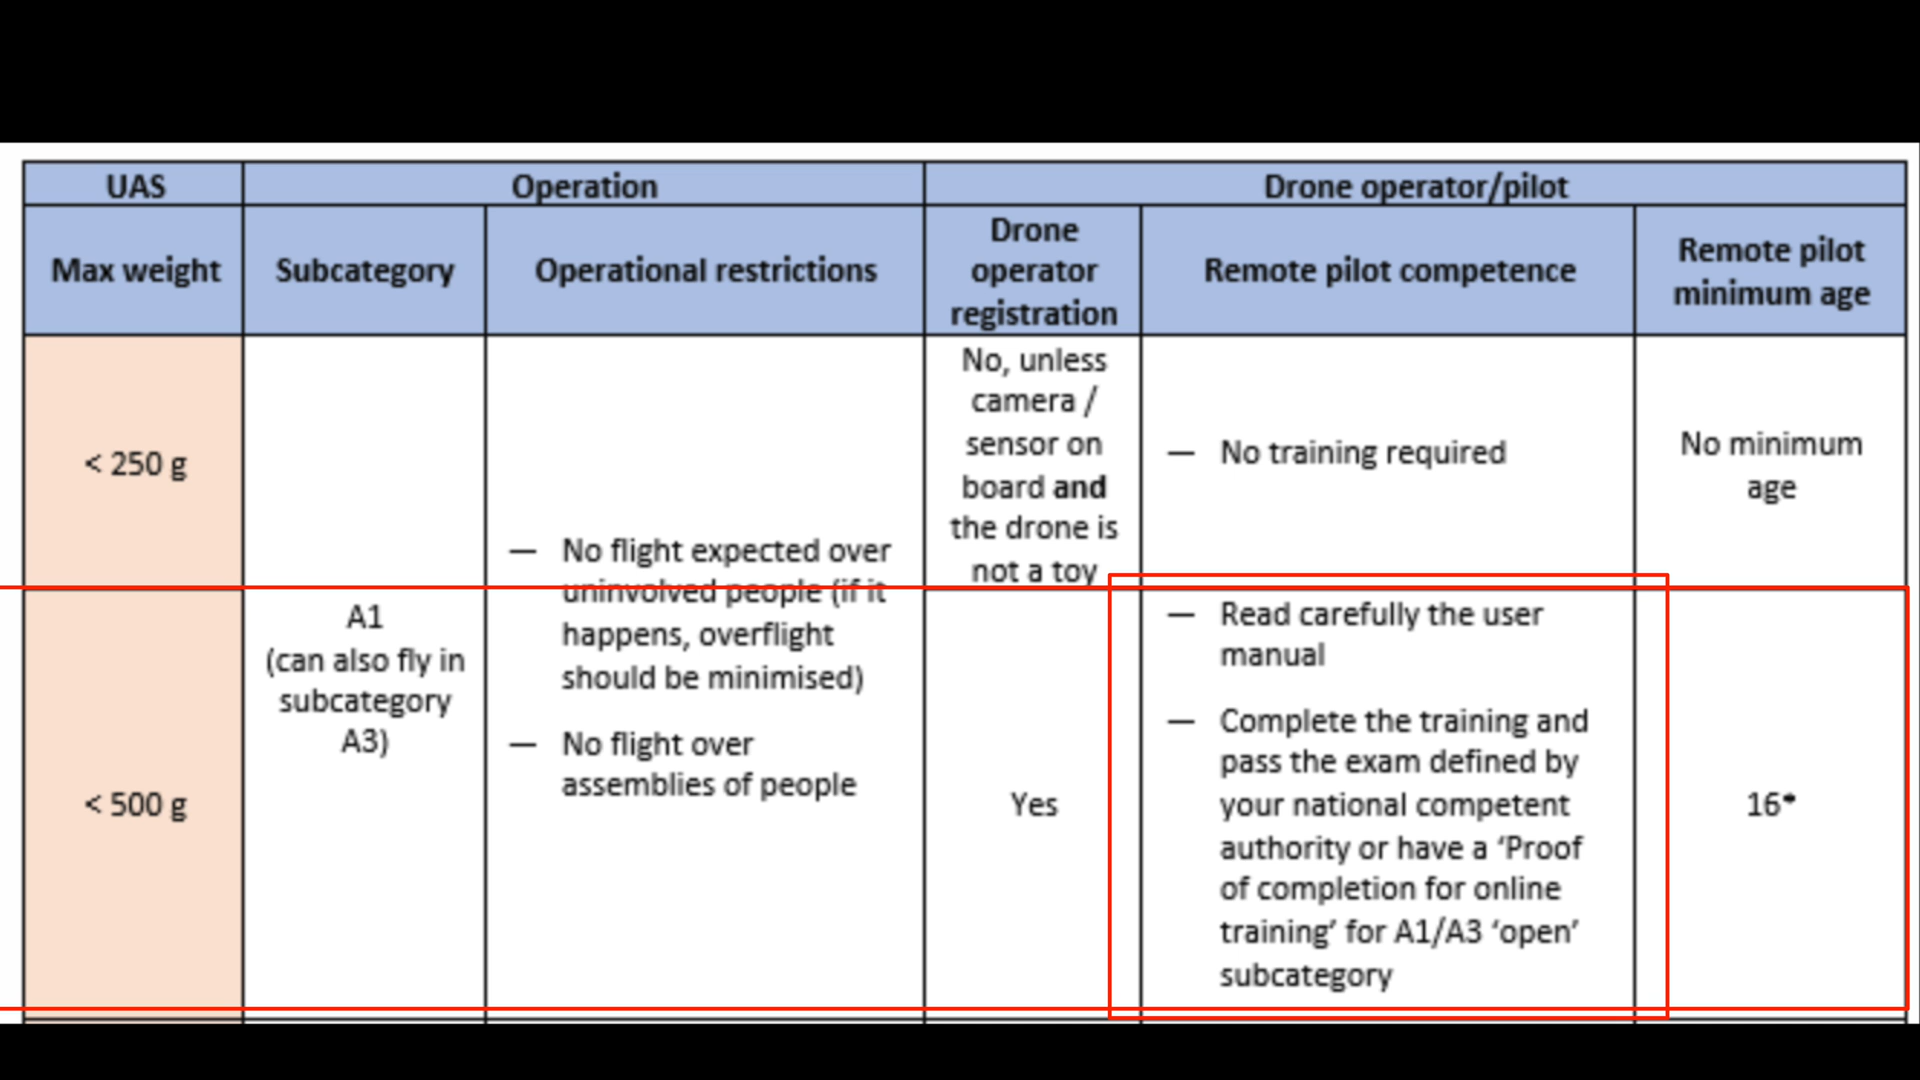 UAS
Operation
Drone operator/pilot
Max weight
Subcategory
Operational restrictions
Drone
operator
registration
Remote pilot competence
Remote pilot
minimum age
< 250 g
No, unless
camera /
sensor on
board and
the drone is
not a toy
— No training required
No minimum
age
A1
(can also fly in
subcategory
A3)
— No flight expected over
uninvolved people (if it
happens, overflight
should be minimised)
— No flight over
assemblies of people
< 500 g
Yes
— Read carefully the user
manual
— Complete the training and
pass the exam defined by
your national competent
authority or have a ‘Proof
of completion for online
training’ for A1/A3 ‘open’
subcategory
16*